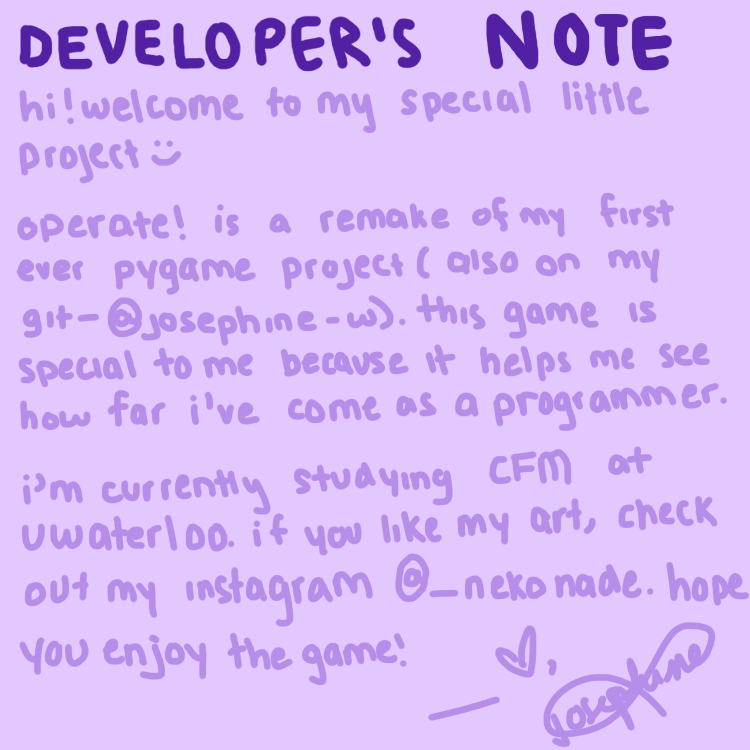 DEVELOPER'S NOTE
hi! welcome to my special little
project :)
operate! is a remake of my first
ever pygame project ( also on my
git - @josephine-w). this game is
special to me because it helps me see
how far i've come as a programmer.
i'm currently studying CFM at
uwaterloo. if you like my art, check
out my instagram @_nekonade. hope
you enjoy the game!
— ♡,
josephine